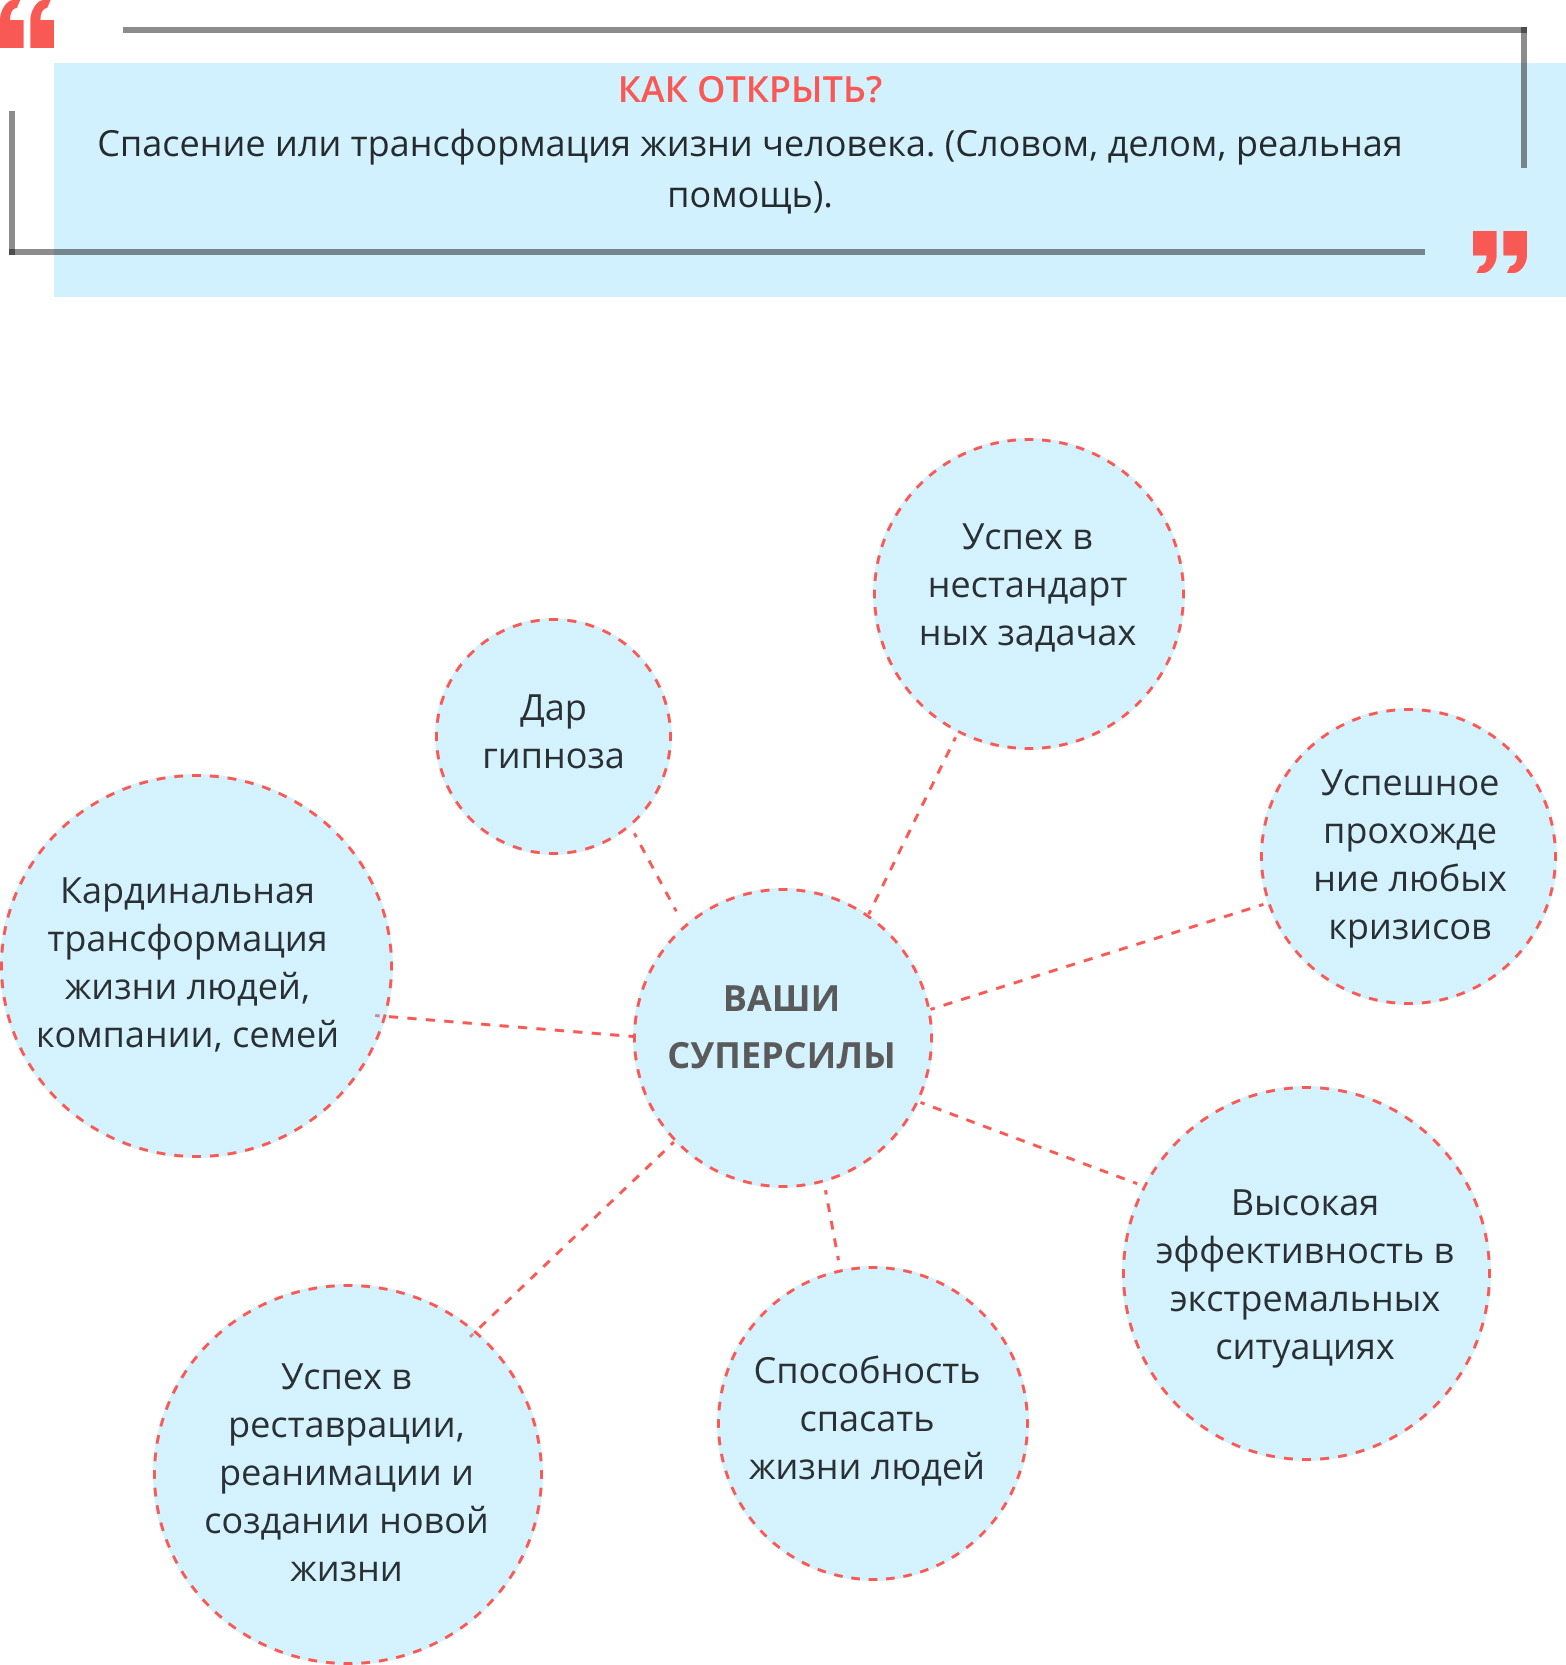 КАК ОТКРЫТЬ?
Спасение или трансформация жизни человека. (Словом, делом, реальная
помощь).
Успех в
нестандарт
ных задачах
Дар
гипноза
Успешное
прохожде
ние любых
кризисов
Кардинальная
трансформация
жизни людей,
компании, семей
ВАШИ
СУПЕРСИЛЫ
Высокая
эффективность в
экстремальных
ситуациях
Способность
спасать
жизни людей
Успех в
реставрации,
реанимации и
создании новой
жизни